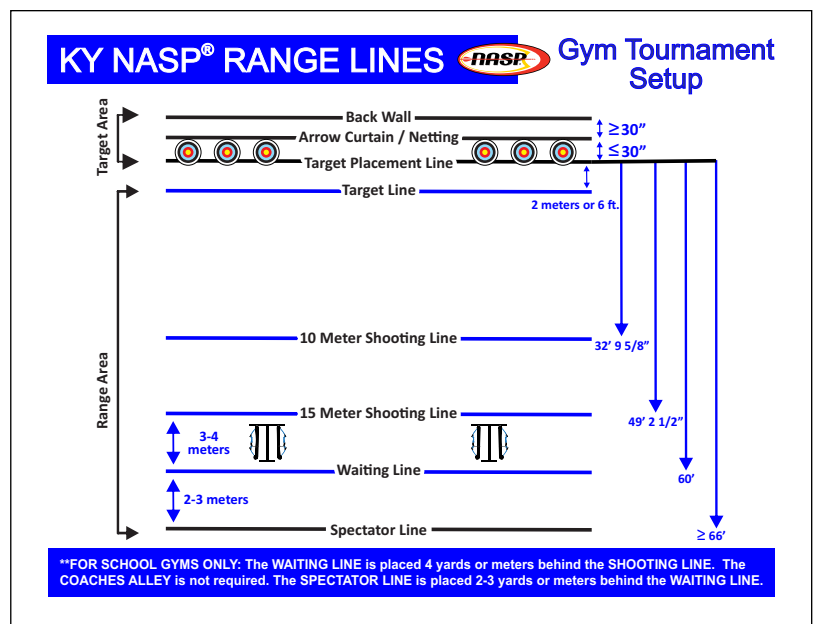 KY NASP® RANGE LINES
NASP
Gym Tournament
Setup
Target Area
Back Wall
≥30”
Arrow Curtain / Netting
≤30”
Target Placement Line
Target Line
2 meters or 6 ft.
Range Area
10 Meter Shooting Line
32’ 9 5/8”
15 Meter Shooting Line
49’ 2 1/2”
3-4
meters
Waiting Line
60’
2-3 meters
Spectator Line
≥ 66’
**FOR SCHOOL GYMS ONLY: The WAITING LINE is placed 4 yards or meters behind the SHOOTING LINE. The
COACHES ALLEY is not required. The SPECTATOR LINE is placed 2-3 yards or meters behind the WAITING LINE.